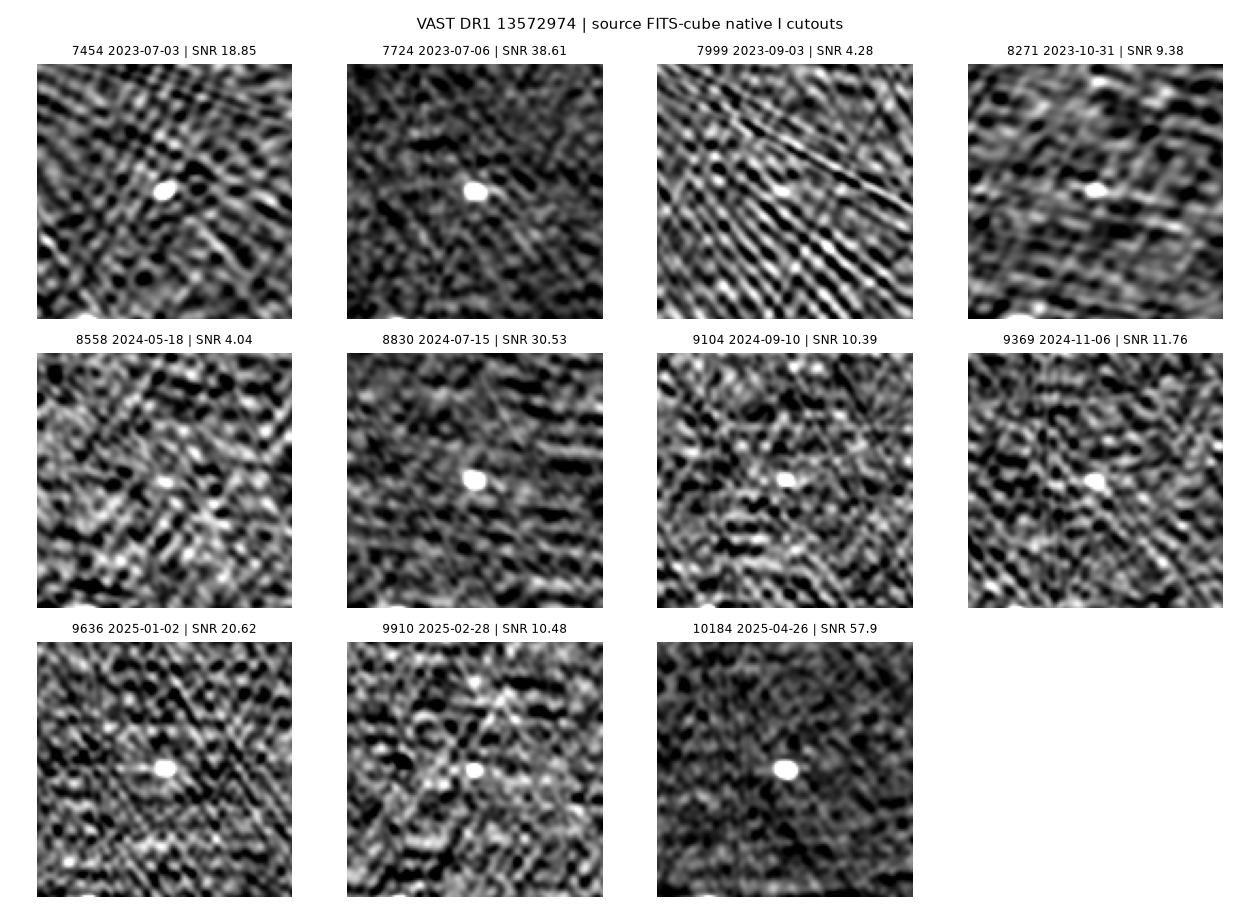 VAST DR1 13572974 | source FITS-cube native I cutouts
7454 2023-07-03 | SNR 18.85
7724 2023-07-06 | SNR 38.61
7999 2023-09-03 | SNR 4.28
8271 2023-10-31 | SNR 9.38
8558 2024-05-18 | SNR 4.04
8830 2024-07-15 | SNR 30.53
9104 2024-09-10 | SNR 10.39
9369 2024-11-06 | SNR 11.76
9636 2025-01-02 | SNR 20.62
9910 2025-02-28 | SNR 10.48
10184 2025-04-26 | SNR 57.9